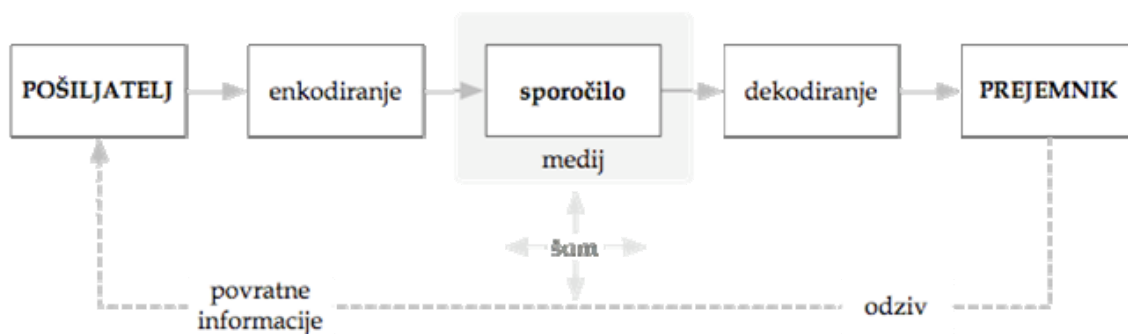 POŠILJATELJ
enkodiranje
sporočilo
dekodiranje
PREJEMNIK
medij
šum
povratne
informacije
odziv